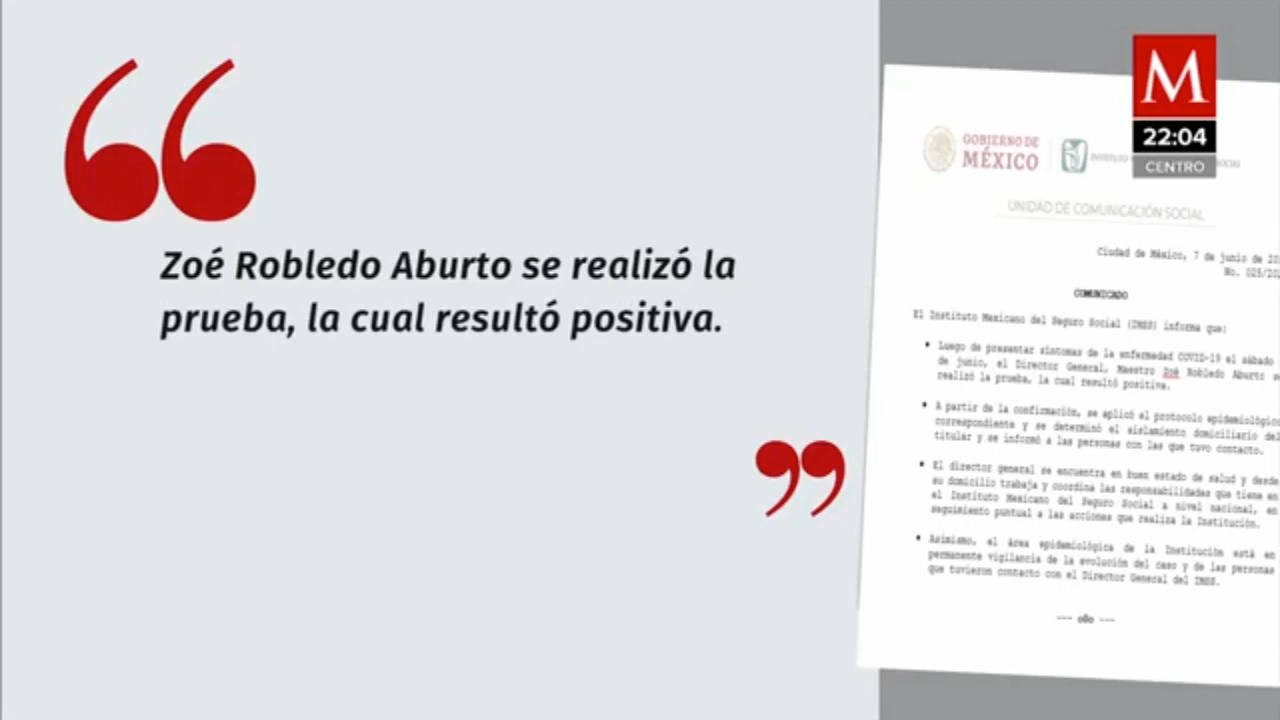 Zoé Robledo Aburto se realizó la
prueba, la cual resultó positiva.
M
22:04
CENTRO
GOBIERNO DE
MÉXICO
UNIDAD DE COMUNICACIÓN SOCIAL
Ciudad de México, 7 de junio de
No. 025/
COMUNICADO
El Instituto Mexicano del Seguro Social (IMSS) informa que:
• Luego de presentar síntomas de la enfermedad COVID-19 el sábado
de junio, el Director General, Maestro Zoé Robledo Aburto se
realizó la prueba, la cual resultó positiva.
• A partir de la confirmación, se aplicó el protocolo epidemiológico
correspondiente y se determinó el aislamiento domiciliario del
titular y se informó a las personas con las que tuvo contacto.
• El director general se encuentra en buen estado de salud y desde
su domicilio trabaja y coordina las responsabilidades que tiene en
el Instituto Mexicano del Seguro Social a nivel nacional, en
seguimiento puntual a las acciones que realiza la Institución.
• Asimismo, el área epidemiológica de la Institución está en
permanente vigilancia de la evolución del caso y de las personas
que tuvieron contacto con el Director General del IMSS.
--- o0o ---